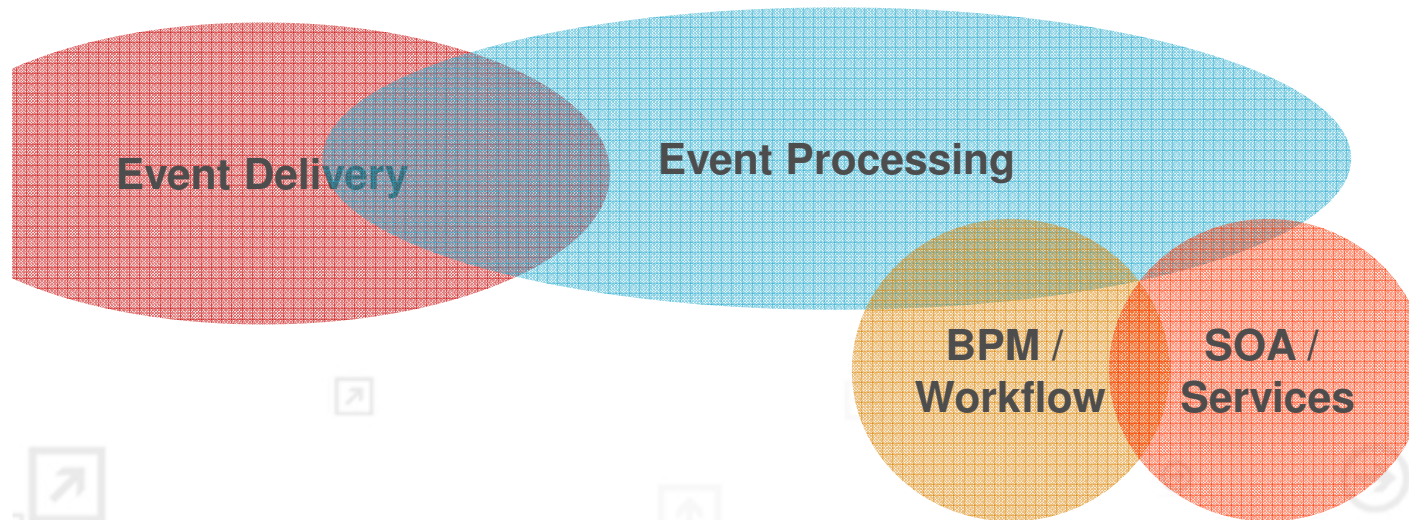 Event Delivery
Event Processing
BPM /
Workflow
SOA /
Services